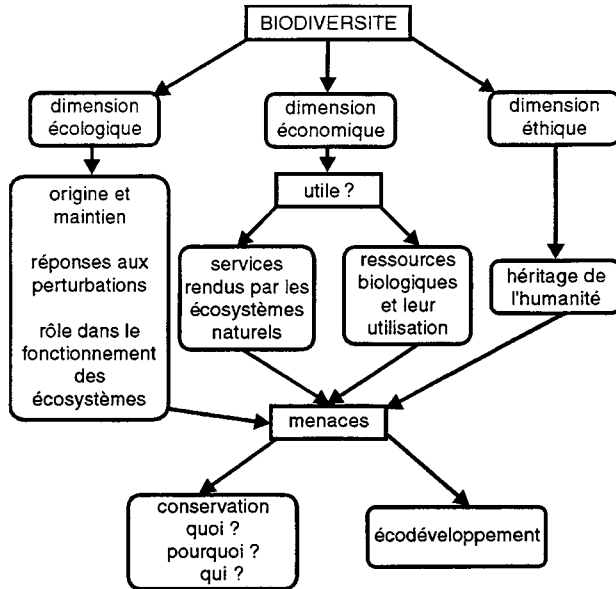 BIODIVERSITE
dimension
écologique
dimension
économique
dimension
éthique
origine et
maintien
réponses aux
perturbations
rôle dans le
fonctionnement
des
écosystèmes
utile ?
services
rendus par les
écosystèmes
naturels
ressources
biologiques
et leur
utilisation
héritage de
l'humanité
menaces
conservation
quoi ?
pourquoi ?
qui ?
écodéveloppement